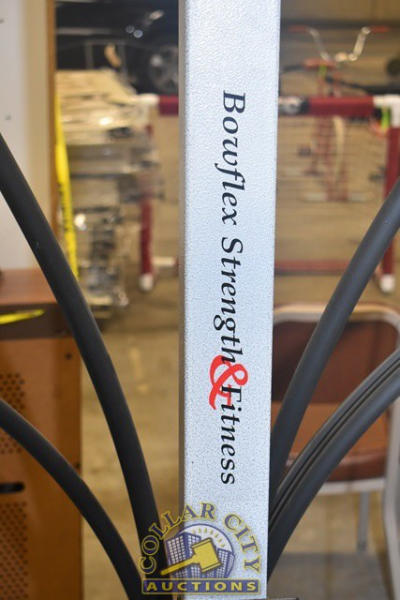 Bowflex Strength & Fitness
COLLAR CITY
AUCTIONS